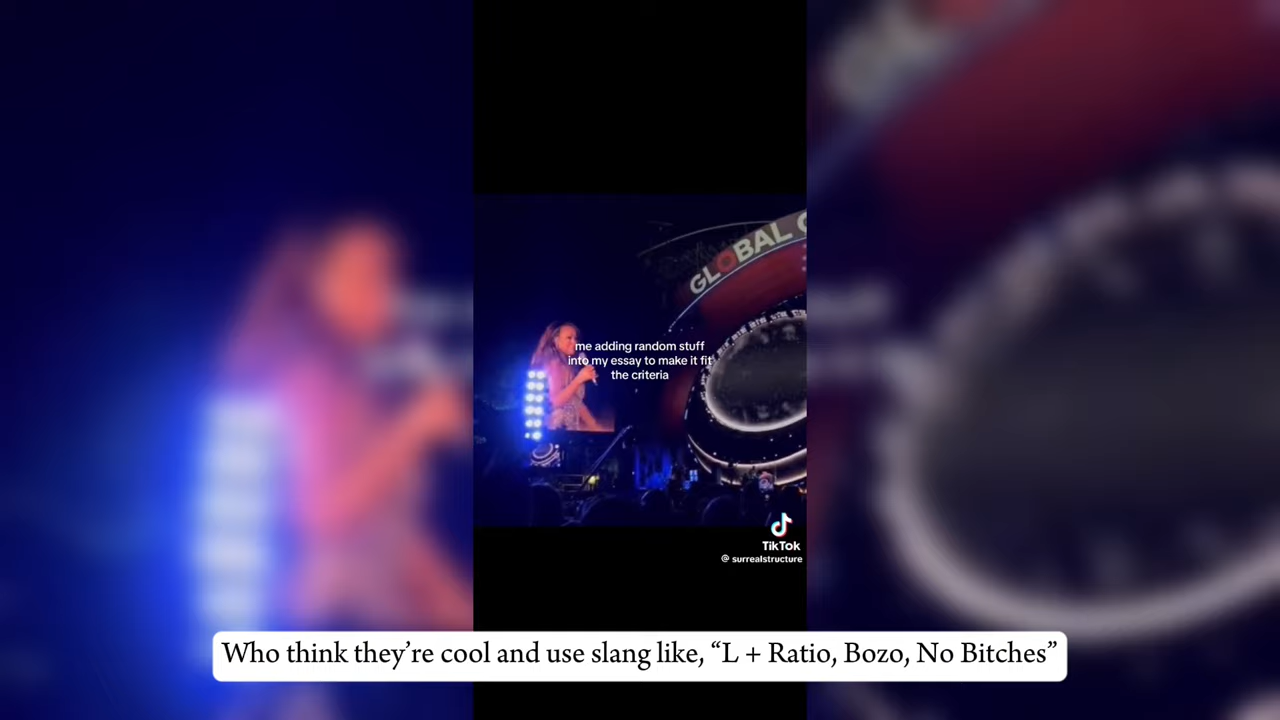 GLOBAL C
me adding random stuff
into my essay to make it fit
the criteria
TikTok
@ surrealstructure
Who think they’re cool and use slang like, “L + Ratio, Bozo, No Bitches”